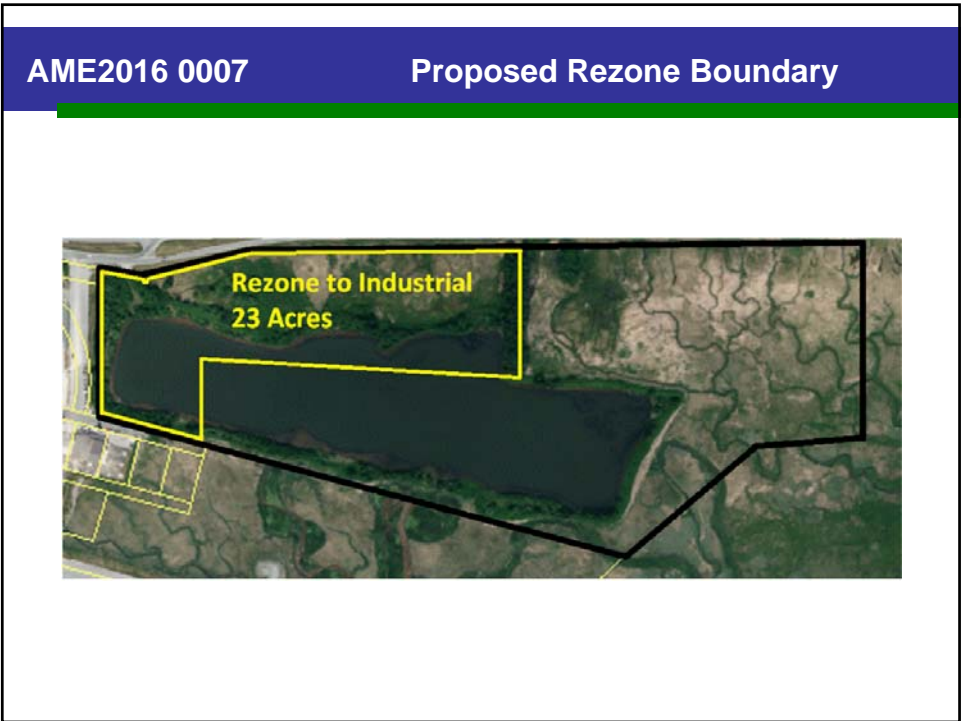 AME2016 0007 Proposed Rezone Boundary
Rezone to Industrial
23 Acres